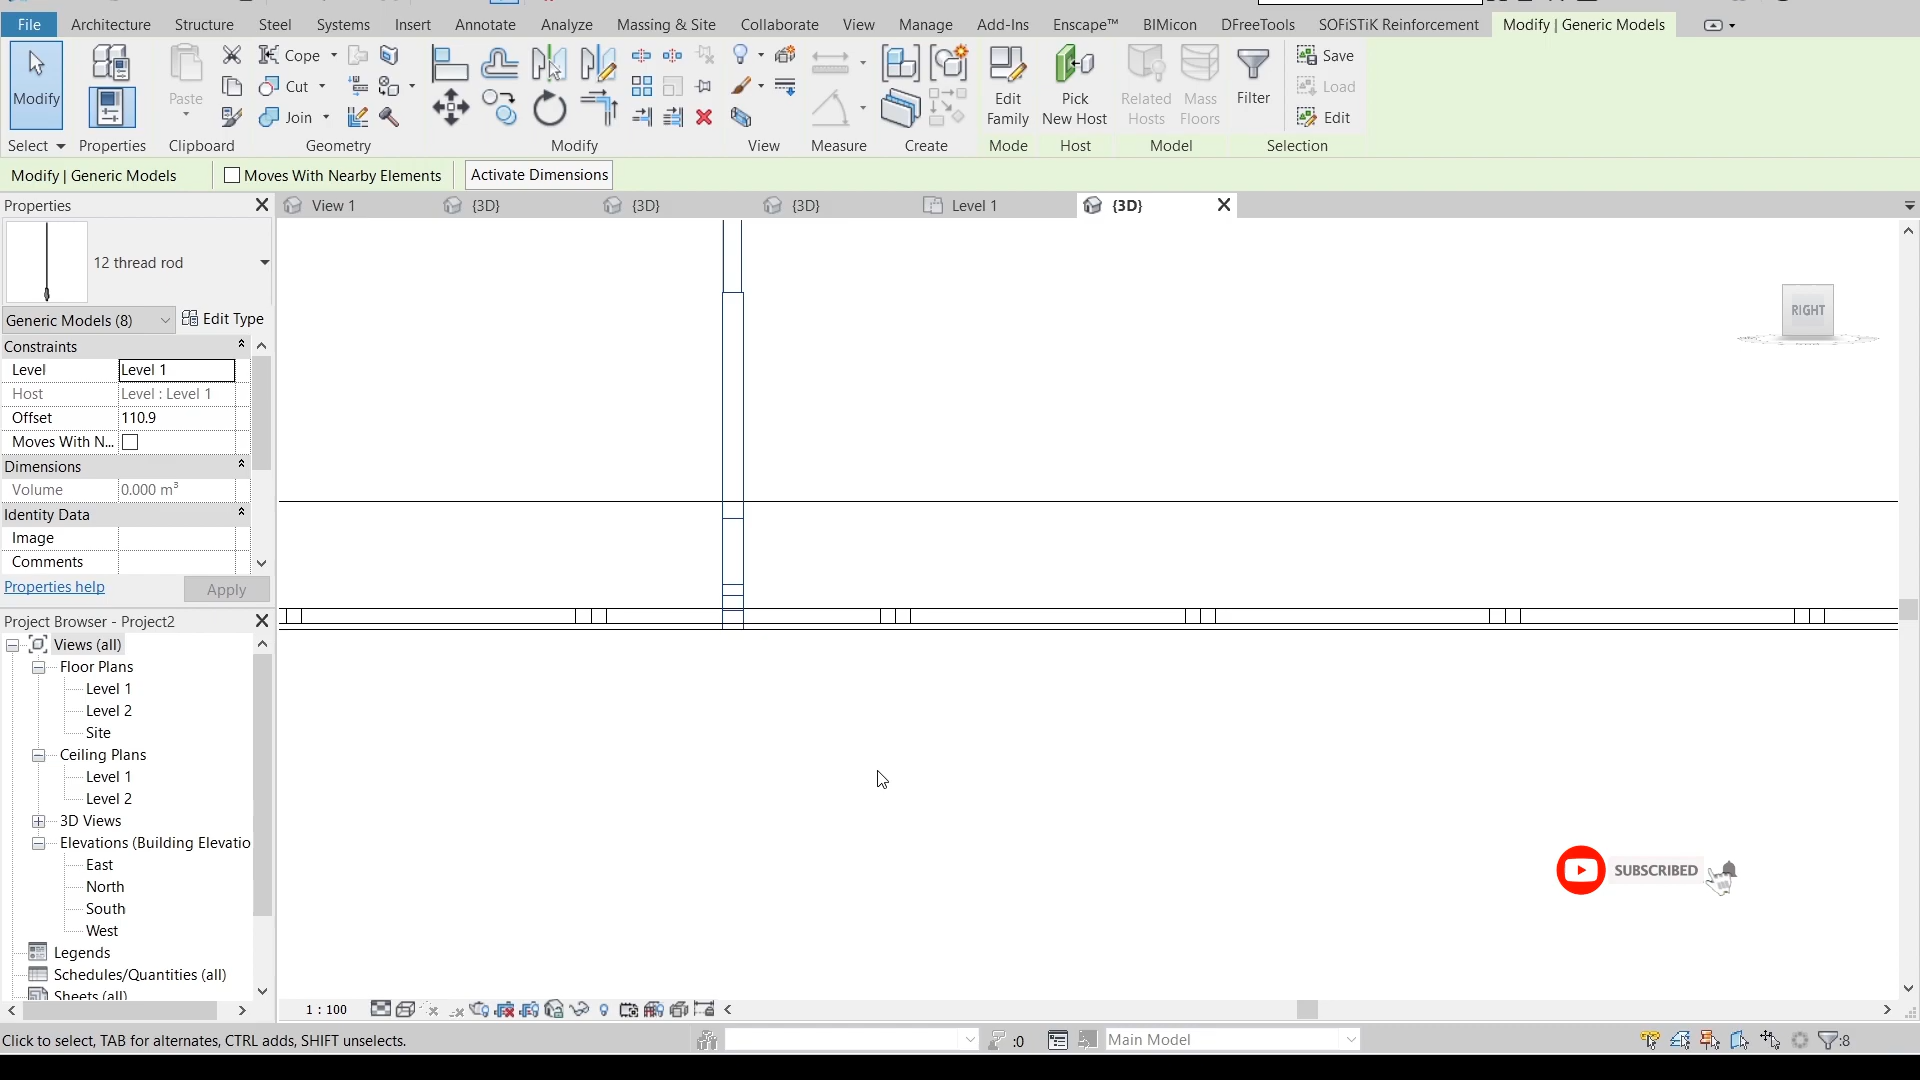 File Architecture Structure Steel Systems Insert Annotate Analyze Massing & Site Collaborate View Manage Add-Ins Enscape™ BIMicon DFreeTools SOFiSTiK Reinforcement Modify | Generic Models
Modify
Paste
Cope
Cut
Join
Edit Family
Pick New Host
Related Hosts
Mass Floors
Filter
Save
Load
Edit
Select Properties Clipboard Geometry Modify View Measure Create Mode Host Model Selection
Modify | Generic Models Moves With Nearby Elements Activate Dimensions
Properties
View 1 {3D} {3D} {3D} Level 1 {3D}
12 thread rod
Generic Models (8) Edit Type
Constraints
Level Level 1
Host Level : Level 1
Offset 110.9
Moves With N...
Dimensions
Volume 0.000 m³
Identity Data
Image
Comments
Properties help Apply
Project Browser - Project2
Views (all)
Floor Plans
Level 1
Level 2
Site
Ceiling Plans
Level 1
Level 2
3D Views
Elevations (Building Elevatio
East
North
South
West
Legends
Schedules/Quantities (all)
Sheets (all)
RIGHT
SUBSCRIBED
1 : 100
Click to select, TAB for alternates, CTRL adds, SHIFT unselects.
:0
Main Model
:8